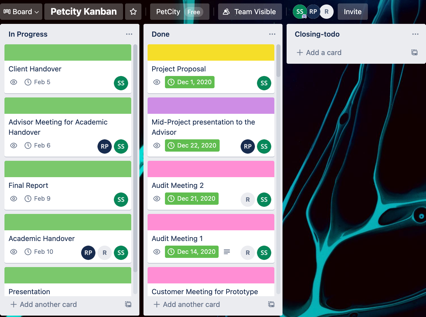 Board
Petcity Kanban
PetCity
Free
Team Visible
SS
RP
R
Invite
In Progress
Client Handover
Feb 5
SS
Advisor Meeting for Academic
Handover
Feb 6
RP
SS
Final Report
Feb 9
SS
Academic Handover
Feb 10
RP
R
SS
Presentation
+ Add another card
Done
Project Proposal
Dec 1, 2020
SS
Mid-Project presentation to the
Advisor
Dec 22, 2020
RP
SS
Audit Meeting 2
Dec 21, 2020
R
SS
Audit Meeting 1
Dec 14, 2020
R
SS
Customer Meeting for Prototype
+ Add another card
Closing-todo
+ Add a card